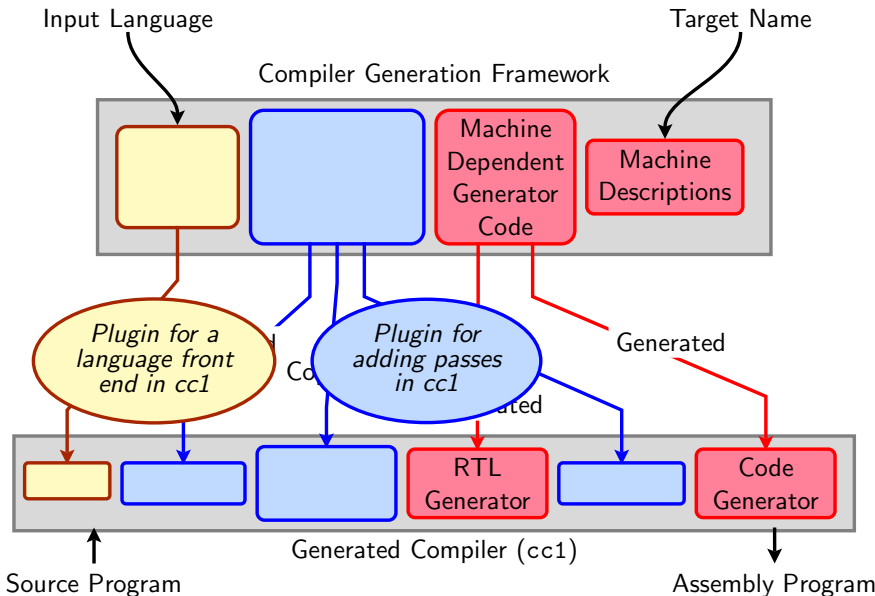 Input Language
Target Name
Compiler Generation Framework
Machine
Dependent
Generator
Code
Machine
Descriptions
Plugin for a
language front
end in cc1
Plugin for
adding passes
in cc1
Generated
RTL
Generator
Code
Generator
Generated Compiler (cc1)
Source Program
Assembly Program